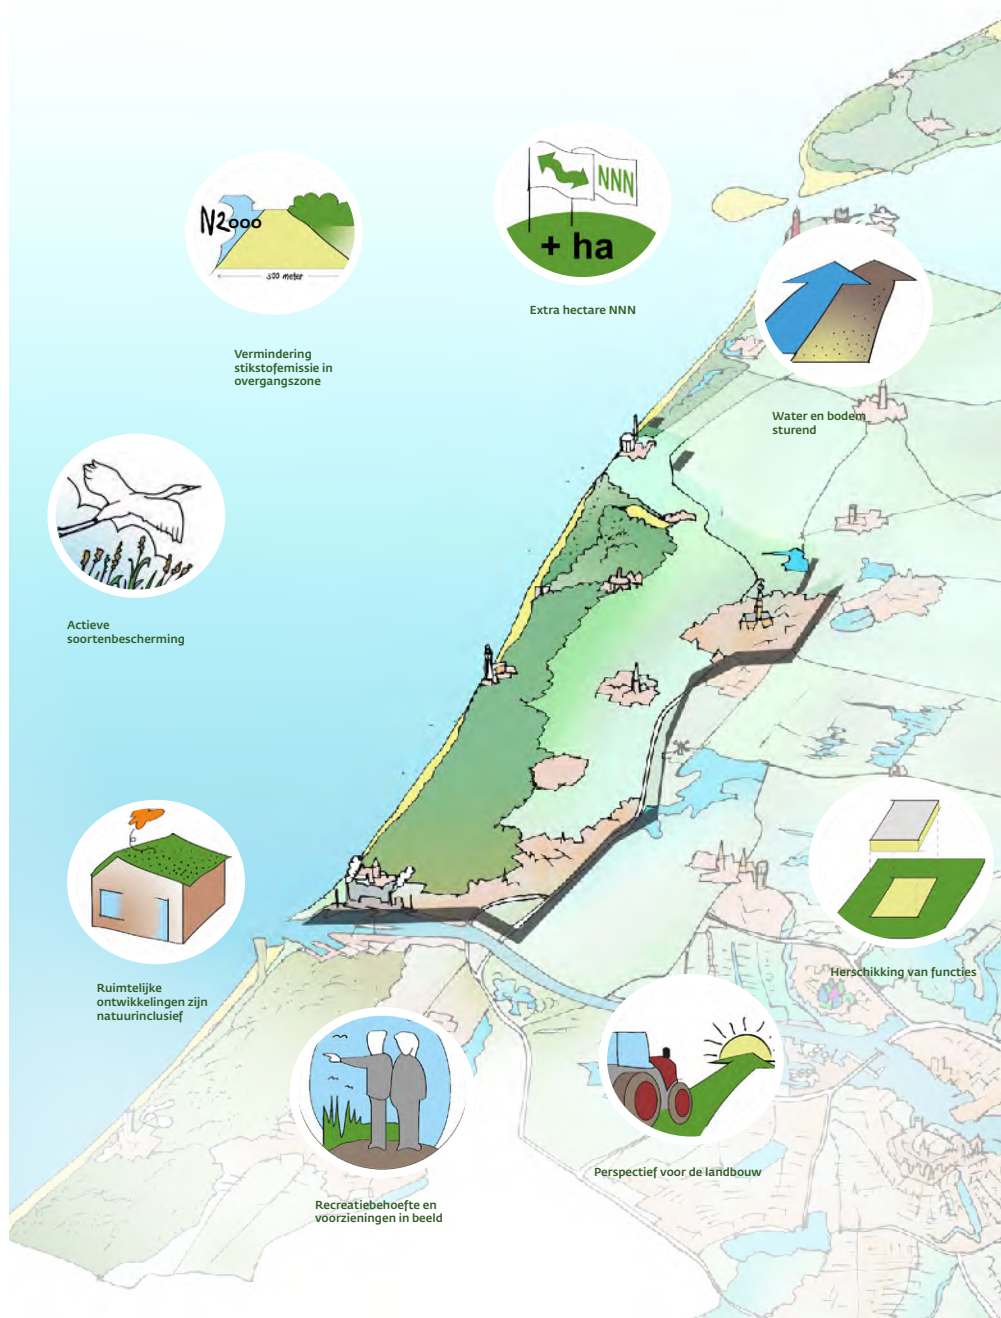 NNN
+ ha
Extra hectare NNN
N2000
500 meter
Vermindering
stikstofemissie in
overgangszone
Water en bodem
sturend
Actieve
soortenbescherming
Ruimtelijke
ontwikkelingen zijn
natuurinclusief
Herschikking van functies
Perspectief voor de landbouw
Recreatiebehoefte en
voorzieningen in beeld